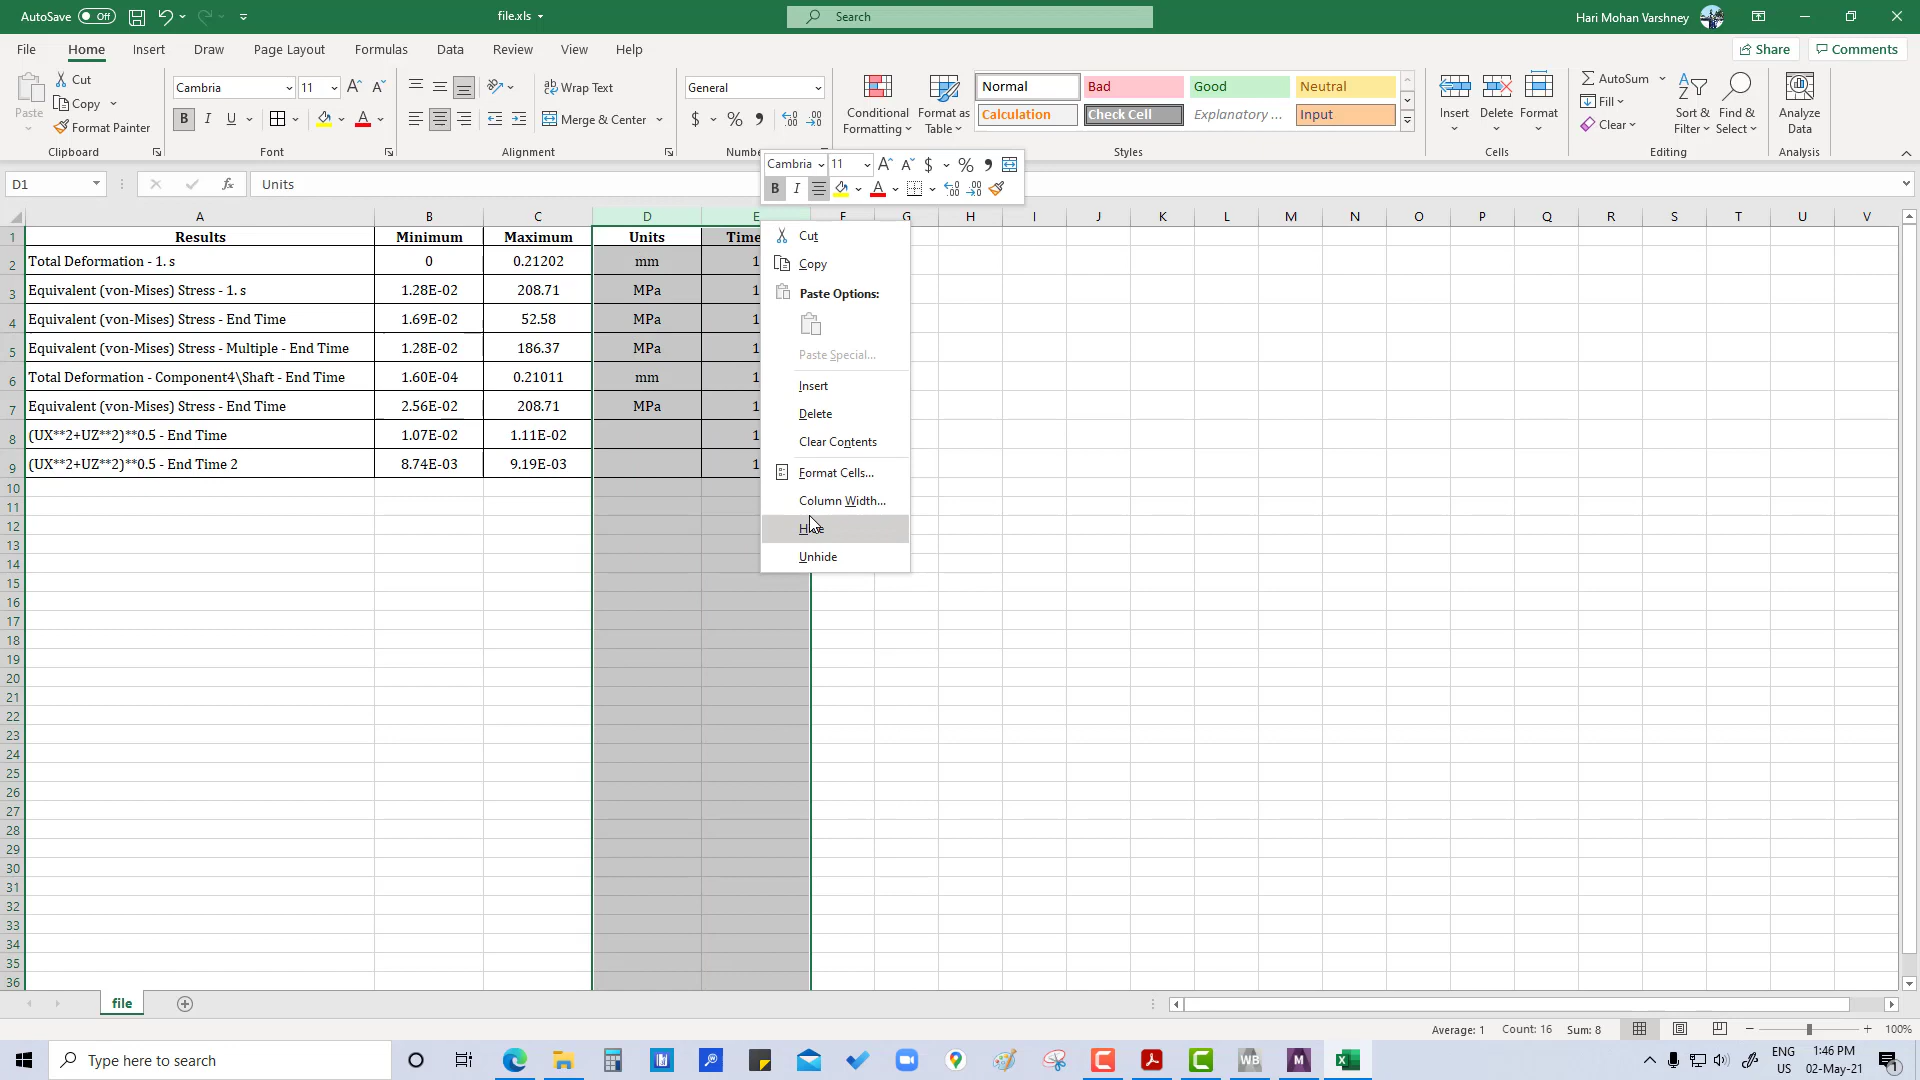 AutoSave Off file.xls Search Hari Mohan Varshney
File Home Insert Draw Page Layout Formulas Data Review View Help Share Comments
Paste Cut Copy Format Painter Clipboard
Cambria 11 B I U Font
Wrap Text Merge & Center Alignment
General $ % Numb
Conditional Formatting Format as Table
Normal Bad Good Neutral
Calculation Check Cell Explanatory ... Input
Styles
Insert Delete Format Cells
AutoSum Fill Clear Sort & Filter Find & Select Editing
Analyze Data Analysis
Cambria 11 $ %
B I A
D1 fx Units
A B C D E F G H I J K L M N O P Q R S T U V
1 Results Minimum Maximum Units Time
2 Total Deformation - 1. s 0 0.21202 mm 1
3 Equivalent (von-Mises) Stress - 1. s 1.28E-02 208.71 MPa 1
4 Equivalent (von-Mises) Stress - End Time 1.69E-02 52.58 MPa 1
5 Equivalent (von-Mises) Stress - Multiple - End Time 1.28E-02 186.37 MPa 1
6 Total Deformation - Component4\Shaft - End Time 1.60E-04 0.21011 mm 1
7 Equivalent (von-Mises) Stress - End Time 2.56E-02 208.71 MPa 1
8 (UX**2+UZ**2)**0.5 - End Time 1.07E-02 1.11E-02 1
9 (UX**2+UZ**2)**0.5 - End Time 2 8.74E-03 9.19E-03 1
10
11
12
13
14
15
16
17
18
19
20
21
22
23
24
25
26
27
28
29
30
31
32
33
34
35
36
Cut
Copy
Paste Options:
Paste Special...
Insert
Delete
Clear Contents
Format Cells...
Column Width...
Hide
Unhide
file
Average: 1 Count: 16 Sum: 8 100%
Type here to search
WB M
ENG US
1:46 PM
02-May-21
1